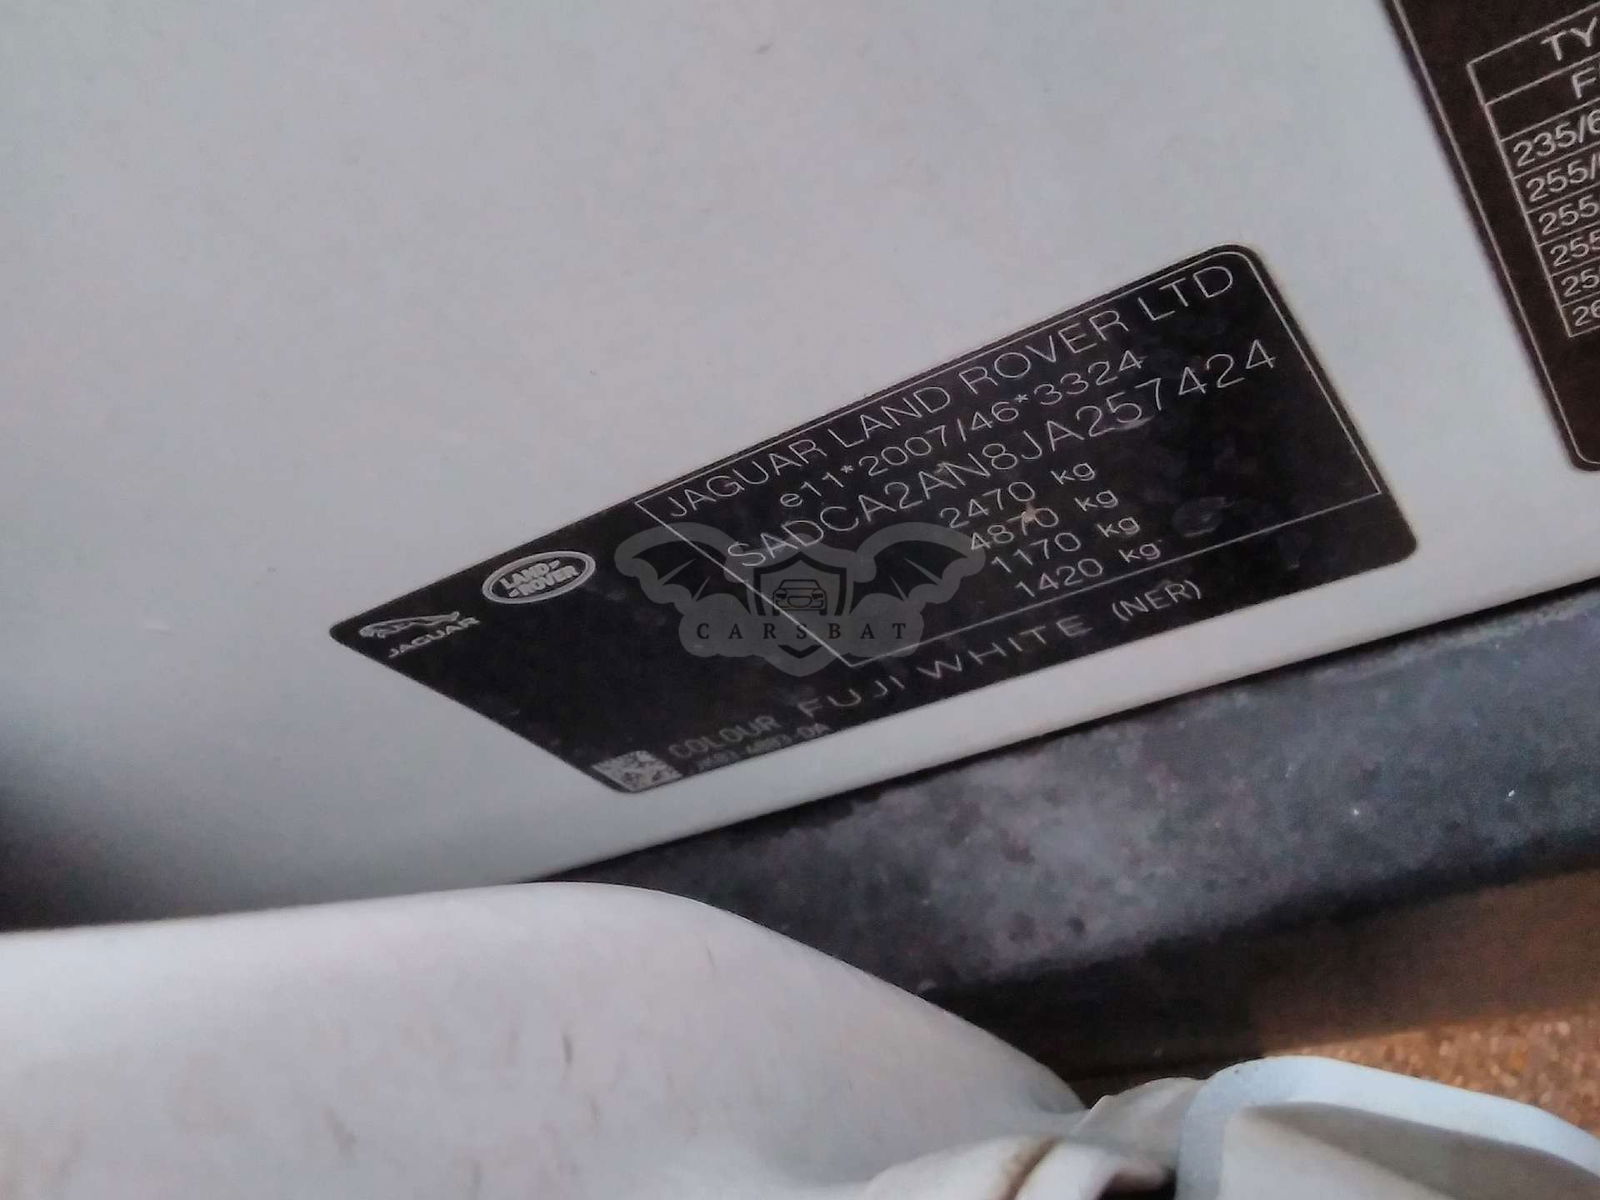 JAGUAR LAND ROVER LTD
e11*2007/46*3324
SADCA2AN8JA257424
2470 kg
4870 kg
1170 kg
1420 kg
JAGUAR
LAND-
ROVER
COLOUR FUJI WHITE (NER)
CARSBAT
235/6
255/
255
255
25
26